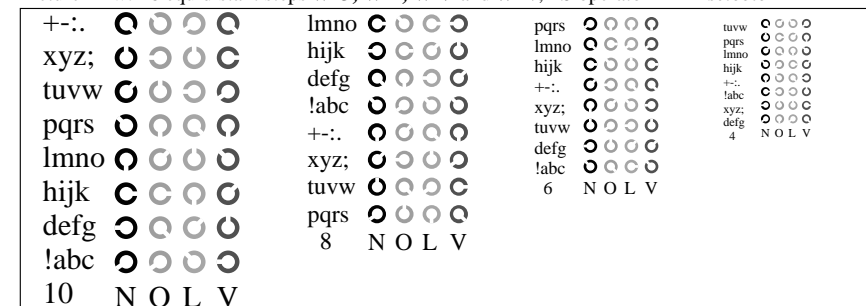 +-:.
xyz;
tuvw
pqrs
lmno
hijk
defg
!abc
10 N O L V
lmno
hijk
defg
!abc
+-:.
xyz;
tuvw
pqrs
8 N O L V
pqrs
lmno
hijk
+-:.
xyz;
tuvw
defg
!abc
6 N O L V
tuvw
pqrs
lmno
hijk
+-:.
!abc
xyz;
defg
4 N O L V